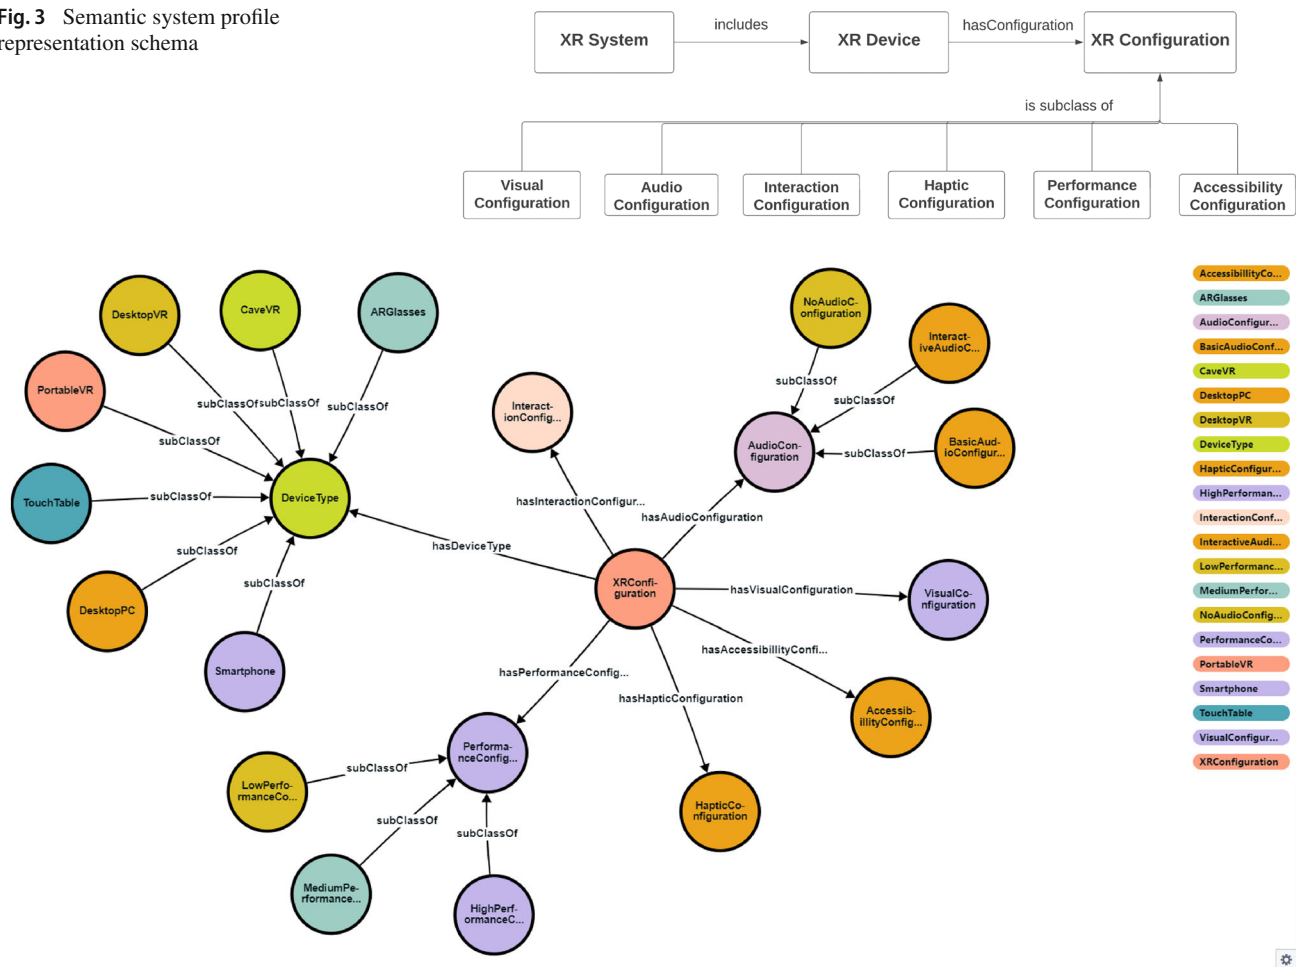 Fig. 3 Semantic system profile
representation schema
XR System
includes
XR Device
hasConfiguration
XR Configuration
is subclass of
Visual
Configuration
Audio
Configuration
Interaction
Configuration
Haptic
Configuration
Performance
Configuration
Accessibility
Configuration
DesktopVR
CaveVR
ARGlasses
PortableVR
TouchTable
DesktopPC
Smartphone
DeviceType
subClassOf
subClassOf
subClassOf
subClassOf
subClassOf
subClassOf
subClassOf
hasDeviceType
Interact-
ionConfig...
hasInteractionConfigur...
NoAudioC-
onfiguration
Interact-
iveAudioC...
BasicAud-
ioConfigur...
AudioCon-
figuration
subClassOf
subClassOf
subClassOf
hasAudioConfiguration
XRConfi-
guration
hasVisualConfiguration
VisualCo-
nfiguration
hasAccessibillityConfi...
Accessib-
illityConfig...
hasHapticConfiguration
HapticCo-
nfiguration
hasPerformanceConfig...
Performa-
nceConfig...
LowPerfo-
rmanceCo...
subClassOf
MediumPe-
rformance...
subClassOf
HighPerf-
ormanceC...
subClassOf
AccessibillityCo...
ARGlasses
AudioConfigur...
BasicAudioConf...
CaveVR
DesktopPC
DesktopVR
DeviceType
HapticConfigur...
HighPerforman...
InteractionConf...
InteractiveAudi...
LowPerformanc...
MediumPerfor...
NoAudioConfig...
PerformanceCo...
PortableVR
Smartphone
TouchTable
VisualConfigur...
XRConfiguration